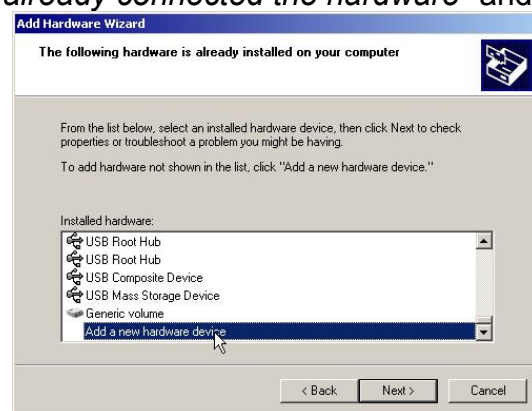 already connected the hardware" and
Add Hardware Wizard
The following hardware is already installed on your computer
From the list below, select an installed hardware device, then click Next to check
properties or troubleshoot a problem you might be having.
To add hardware not shown in the list, click "Add a new hardware device."
Installed hardware:
USB Root Hub
USB Root Hub
USB Composite Device
USB Mass Storage Device
Generic volume
Add a new hardware device
< Back
Next >
Cancel